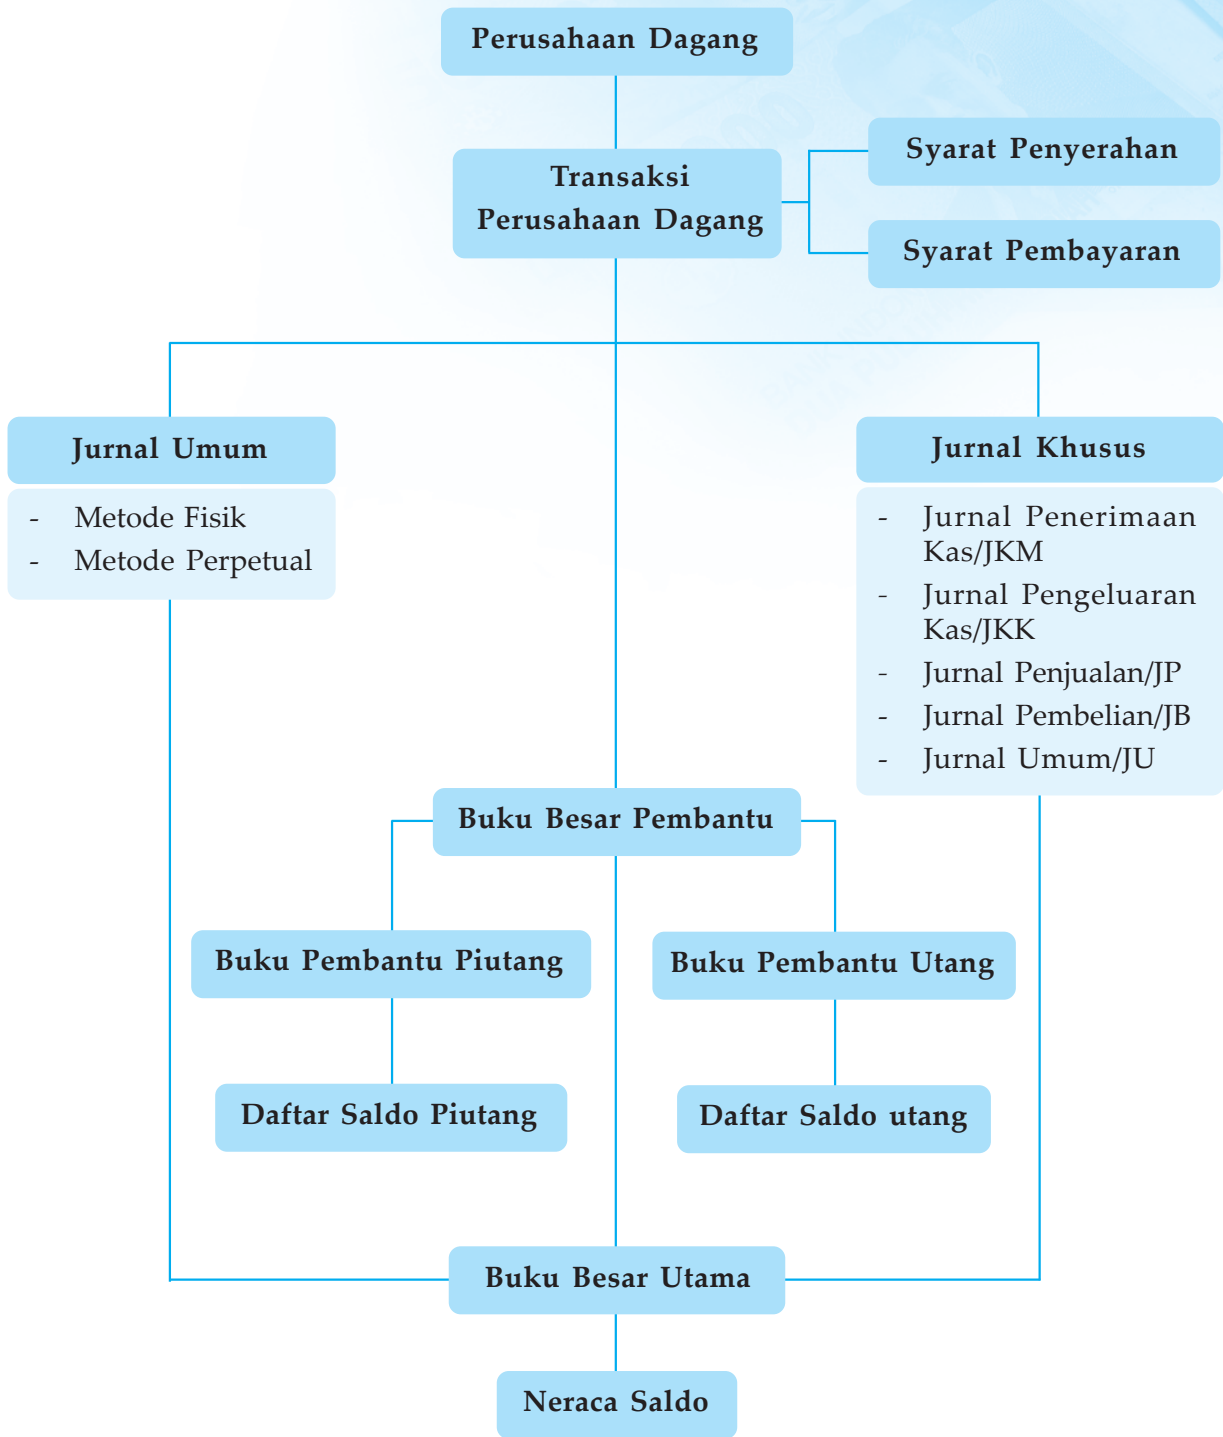 Perusahaan Dagang
Transaksi
Perusahaan Dagang
Syarat Penyerahan
Syarat Pembayaran
Jurnal Umum
- Metode Fisik
- Metode Perpetual
Jurnal Khusus
- Jurnal Penerimaan
Kas/JKM
- Jurnal Pengeluaran
Kas/JKK
- Jurnal Penjualan/JP
- Jurnal Pembelian/JB
- Jurnal Umum/JU
Buku Besar Pembantu
Buku Pembantu Piutang
Buku Pembantu Utang
Daftar Saldo Piutang
Daftar Saldo utang
Buku Besar Utama
Neraca Saldo